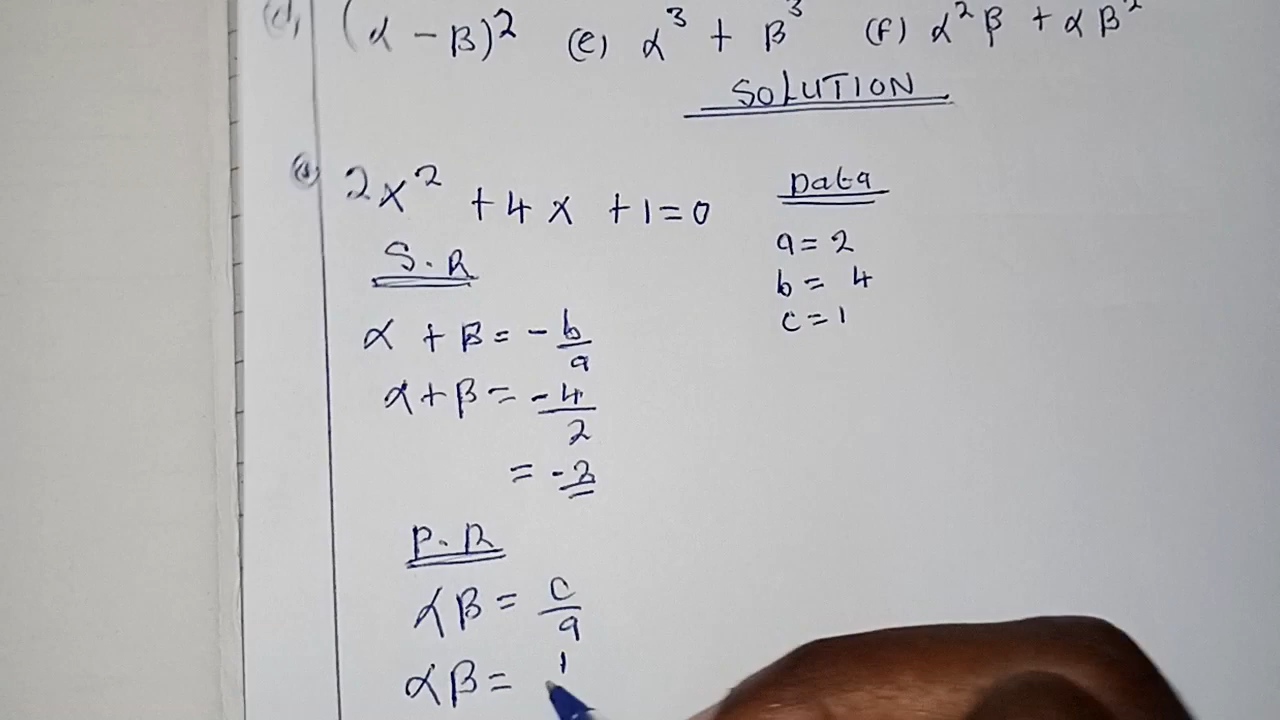 (d) (α - β)² (e) α³ + β³ (f) α²β + αβ²
SOLUTION
(a) 2x² + 4x + 1 = 0
Data
a = 2
b = 4
c = 1
S.R
α + β = -b/a
α + β = -4/2
= -2
P.R
αβ = c/a
αβ = 1